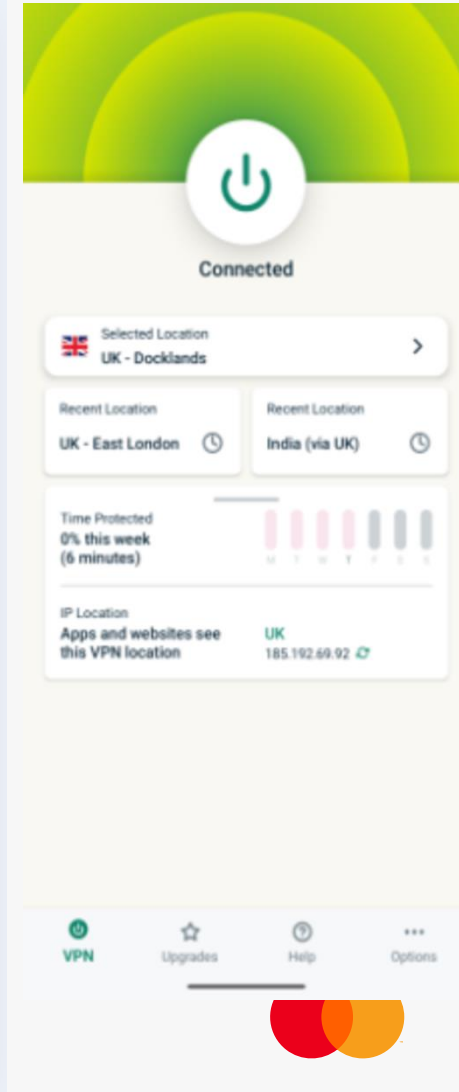 Connected
Selected Location
UK - Docklands
Recent Location
UK - East London
Recent Location
India (via UK)
Time Protected
0% this week
(6 minutes)
M T W T F S S
IP Location
Apps and websites see
this VPN location
UK
185.192.69.92
VPN
Upgrades
Help
Options